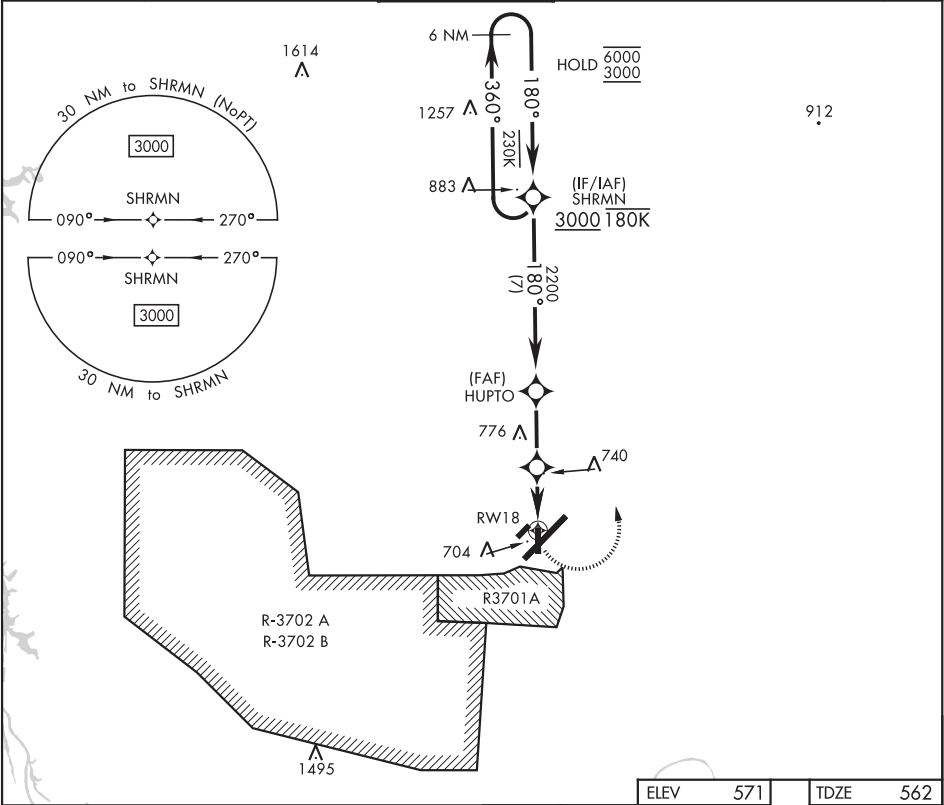 1614
30 NM to SHRMN (NoPT)
3000
SHRMN
090°
270°
090°
270°
SHRMN
3000
30 NM to SHRMN
6 NM
HOLD 6000
3000
360°
180°
230K
1257
912
883
(IF/IAF)
SHRMN
3000 180K
2200
180°
(7)
(FAF)
HUPTO
776
740
RW18
704
R3701A
R-3702 A
R-3702 B
1495
ELEV 571
TDZE 562